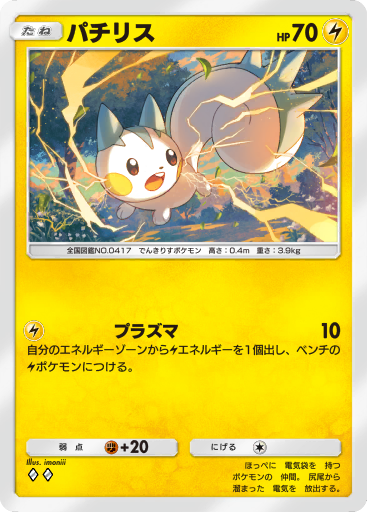 たね パチリス HP 70
全国図鑑NO.0417 でんきりすポケモン 高さ:0.4m 重さ:3.9kg
プラズマ 10
自分のエネルギーゾーンからエネルギーを1個出し、ベンチの
ポケモンにつける。
弱点 +20 にげる
Illus. imoniii
ほっぺに 電気袋を 持つ
ポケモンの 仲間。尻尾から
溜まった 電気を 放出する。